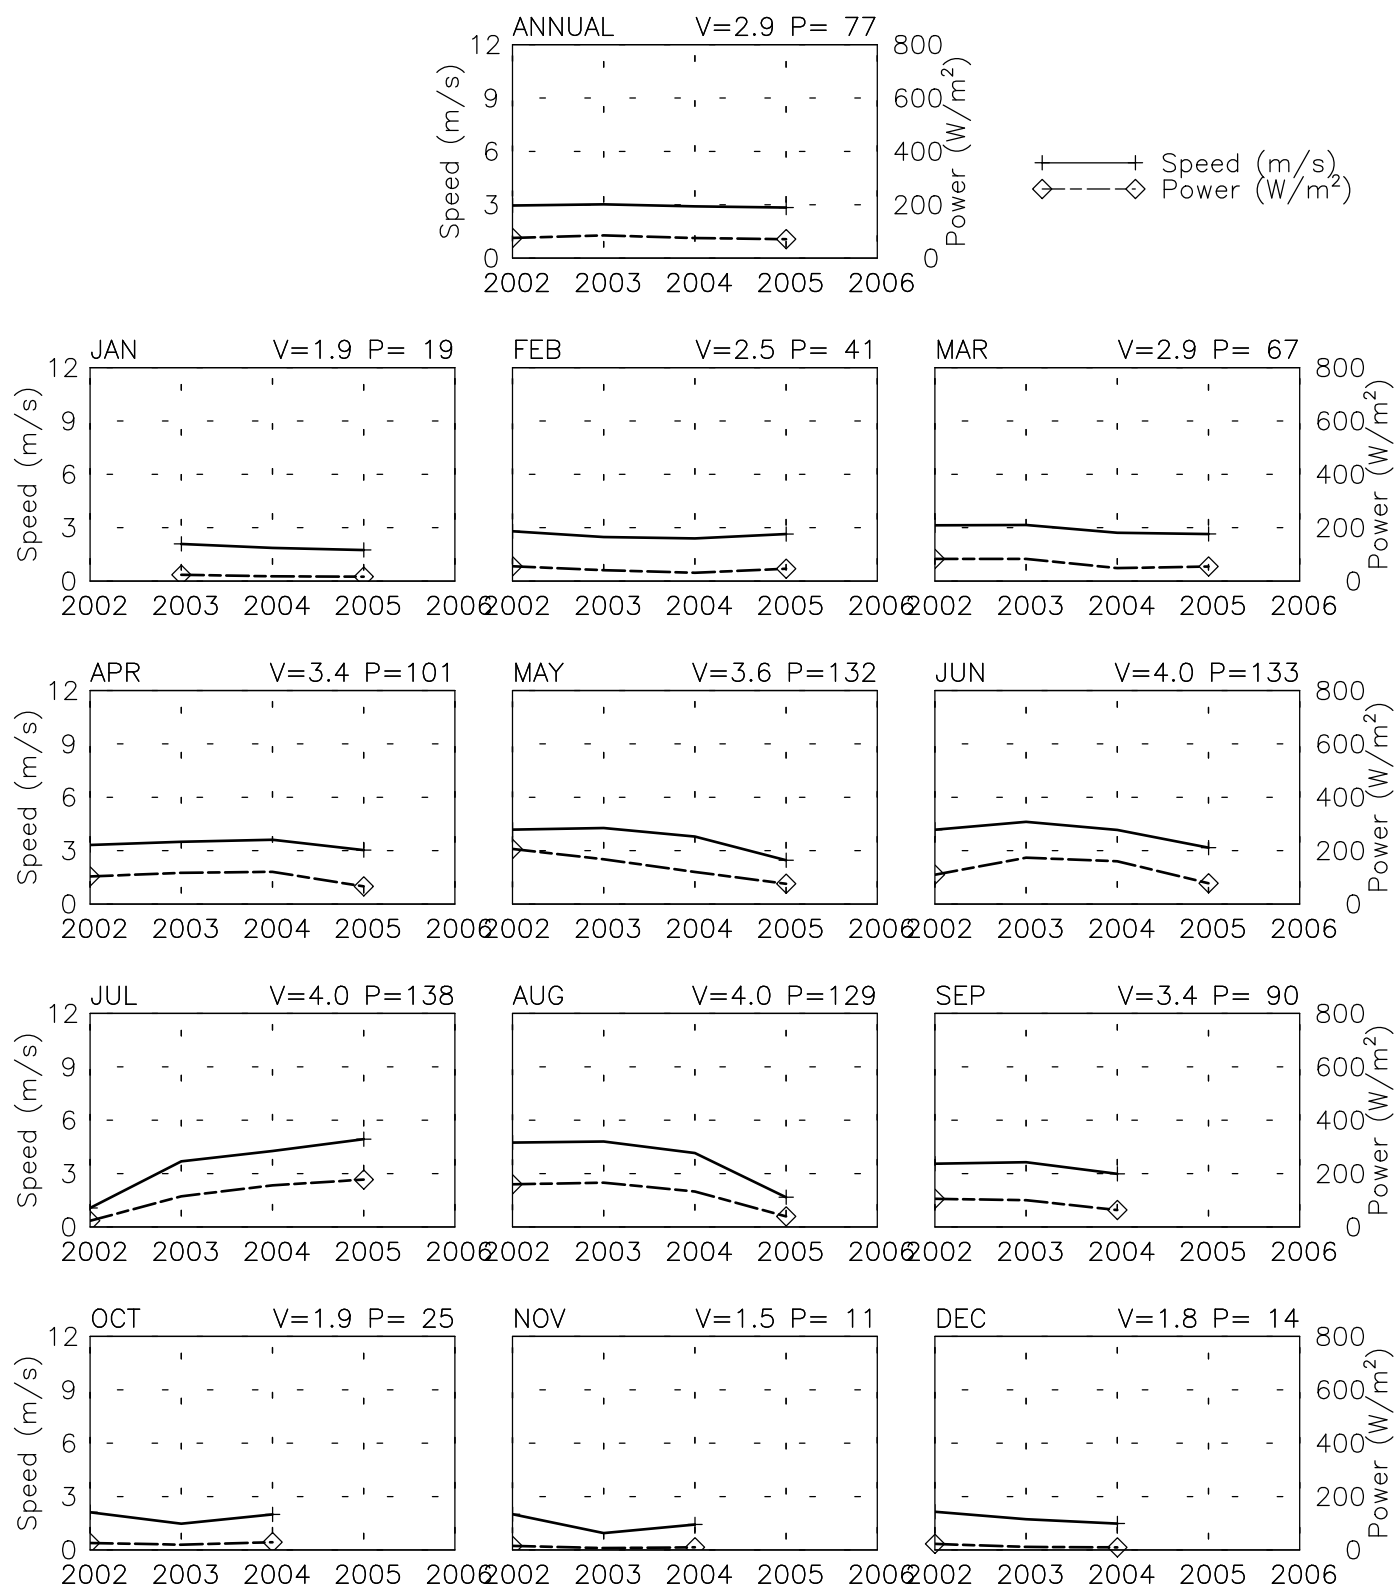 ANNUAL V=2.9 P= 77
12 800
9 600
6 400
3 200
0 0
Speed (m/s)
Power (W/m²)
2002 2003 2004 2005 2006
Speed (m/s)
Power (W/m²)
JAN V=1.9 P= 19 FEB V=2.5 P= 41 MAR V=2.9 P= 67
12 800
9 600
6 400
3 200
0 0
Speed (m/s)
Power (W/m²)
2002 2003 2004 2005 2006 2002 2003 2004 2005 2006 2002 2003 2004 2005 2006
APR V=3.4 P=101 MAY V=3.6 P=132 JUN V=4.0 P=133
12 800
9 600
6 400
3 200
0 0
Speed (m/s)
Power (W/m²)
2002 2003 2004 2005 2006 2002 2003 2004 2005 2006 2002 2003 2004 2005 2006
JUL V=4.0 P=138 AUG V=4.0 P=129 SEP V=3.4 P= 90
12 800
9 600
6 400
3 200
0 0
Speed (m/s)
Power (W/m²)
2002 2003 2004 2005 2006 2002 2003 2004 2005 2006 2002 2003 2004 2005 2006
OCT V=1.9 P= 25 NOV V=1.5 P= 11 DEC V=1.8 P= 14
12 800
9 600
6 400
3 200
0 0
Speed (m/s)
Power (W/m²)
2002 2003 2004 2005 2006 2002 2003 2004 2005 2006 2002 2003 2004 2005 2006